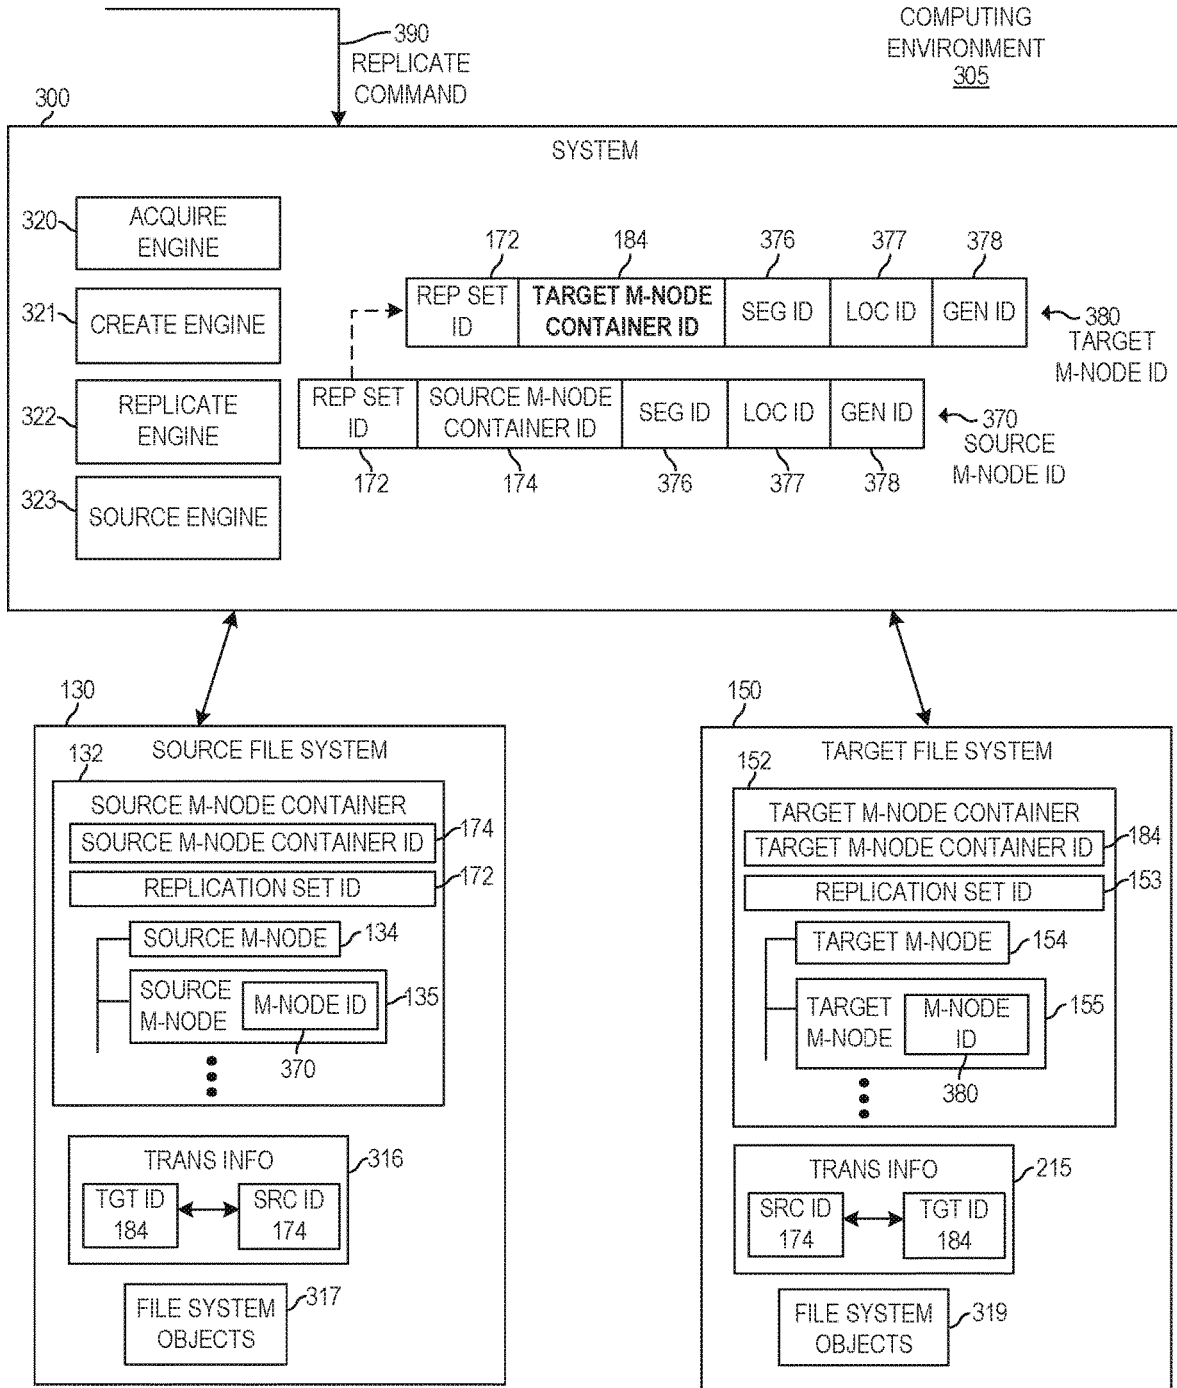 390
REPLICATE
COMMAND
COMPUTING
ENVIRONMENT
305
300
SYSTEM
320
ACQUIRE
ENGINE
321
CREATE ENGINE
322
REPLICATE
ENGINE
323
SOURCE ENGINE
172 184 376 377 378
REP SET
ID
TARGET M-NODE
CONTAINER ID
SEG ID
LOC ID
GEN ID
380
TARGET
M-NODE ID
REP SET
ID
SOURCE M-NODE
CONTAINER ID
SEG ID
LOC ID
GEN ID
370
SOURCE
M-NODE ID
172 174 376 377 378
130
SOURCE FILE SYSTEM
132
SOURCE M-NODE CONTAINER
SOURCE M-NODE CONTAINER ID
174
REPLICATION SET ID
172
SOURCE M-NODE
134
SOURCE
M-NODE
M-NODE ID
135
370
TRANS INFO
316
TGT ID
184
SRC ID
174
FILE SYSTEM
OBJECTS
317
150
TARGET FILE SYSTEM
152
TARGET M-NODE CONTAINER
TARGET M-NODE CONTAINER ID
184
REPLICATION SET ID
153
TARGET M-NODE
154
TARGET
M-NODE
M-NODE
ID
155
380
TRANS INFO
215
SRC ID
174
TGT ID
184
FILE SYSTEM
OBJECTS
319